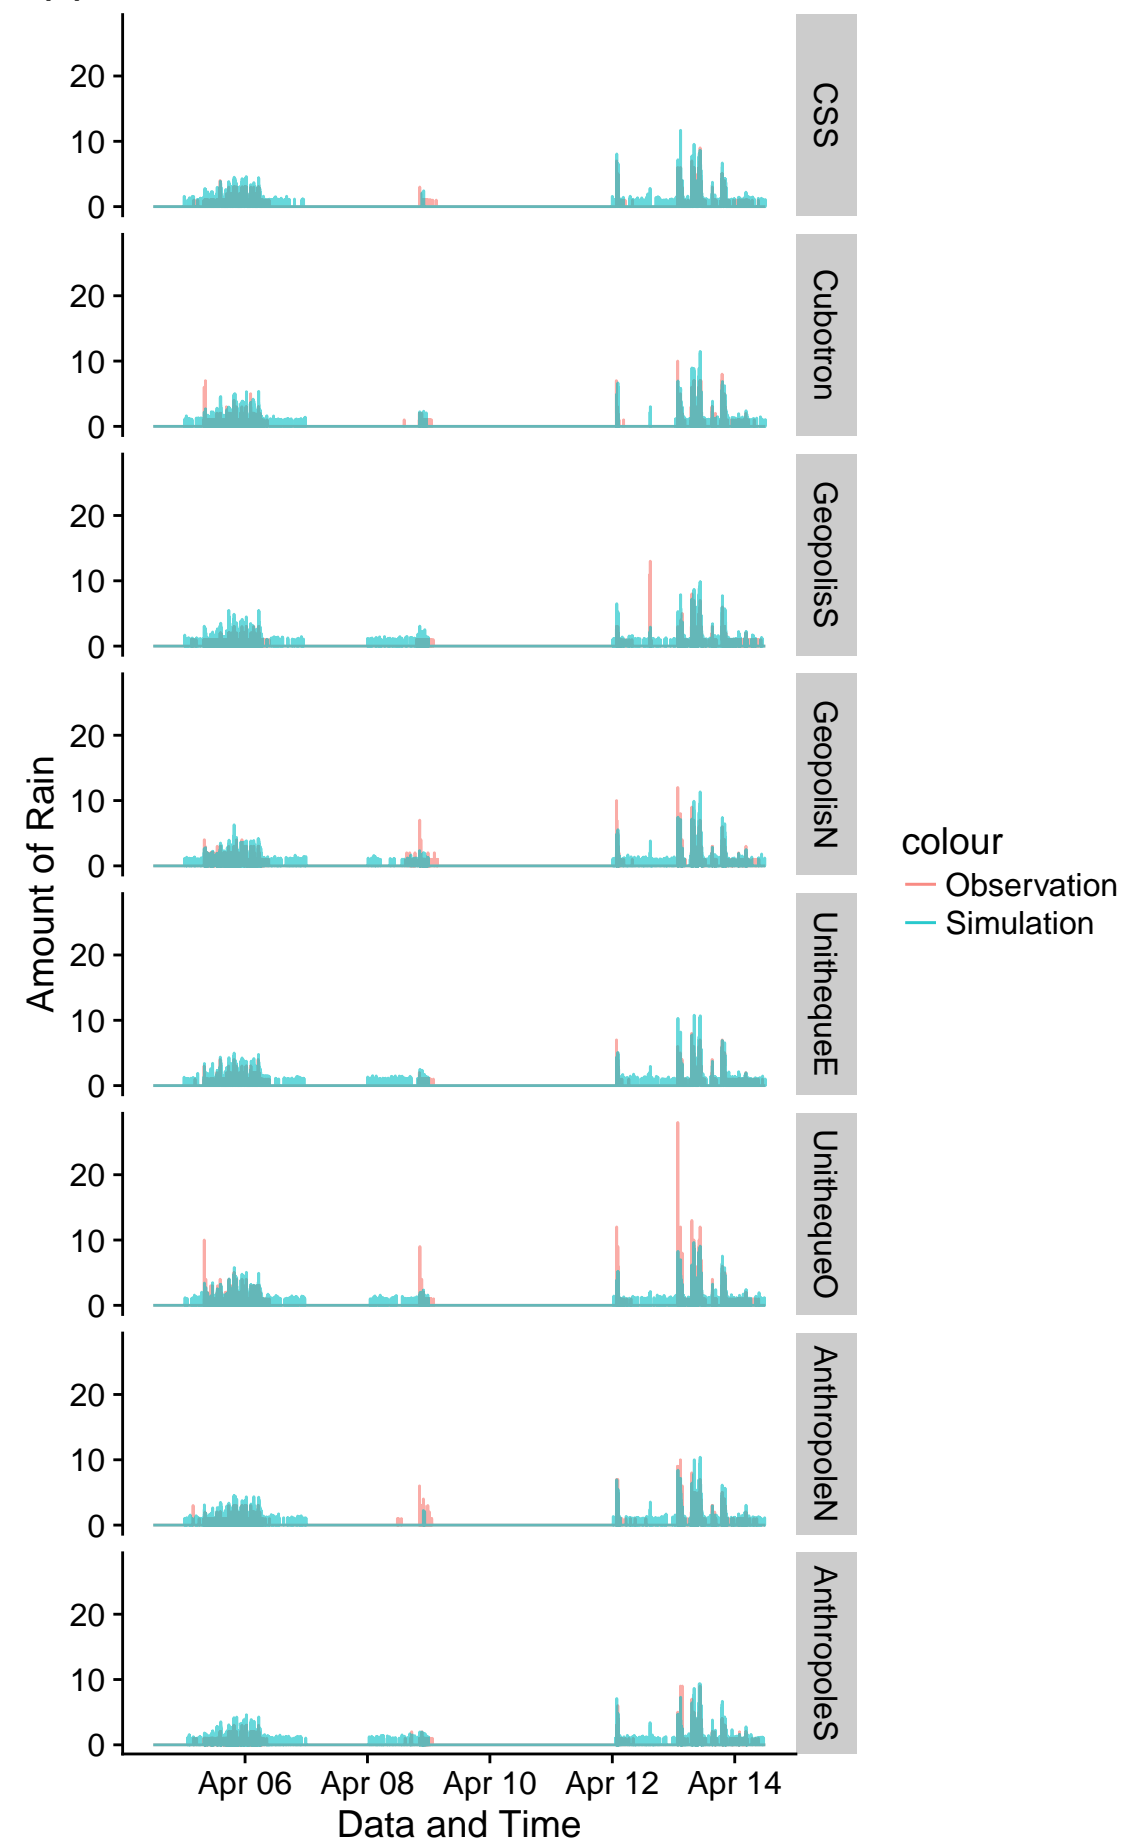 20
10
0
CSS
20
10
0
Cubotron
20
10
0
GeopolisS
20
10
0
GeopolisN
20
10
0
UnithequeE
20
10
0
UnithequeO
20
10
0
AnthropoleN
20
10
0
AnthropoleS
Amount of Rain
Apr 06 Apr 08 Apr 10 Apr 12 Apr 14
Data and Time
colour
Observation
Simulation